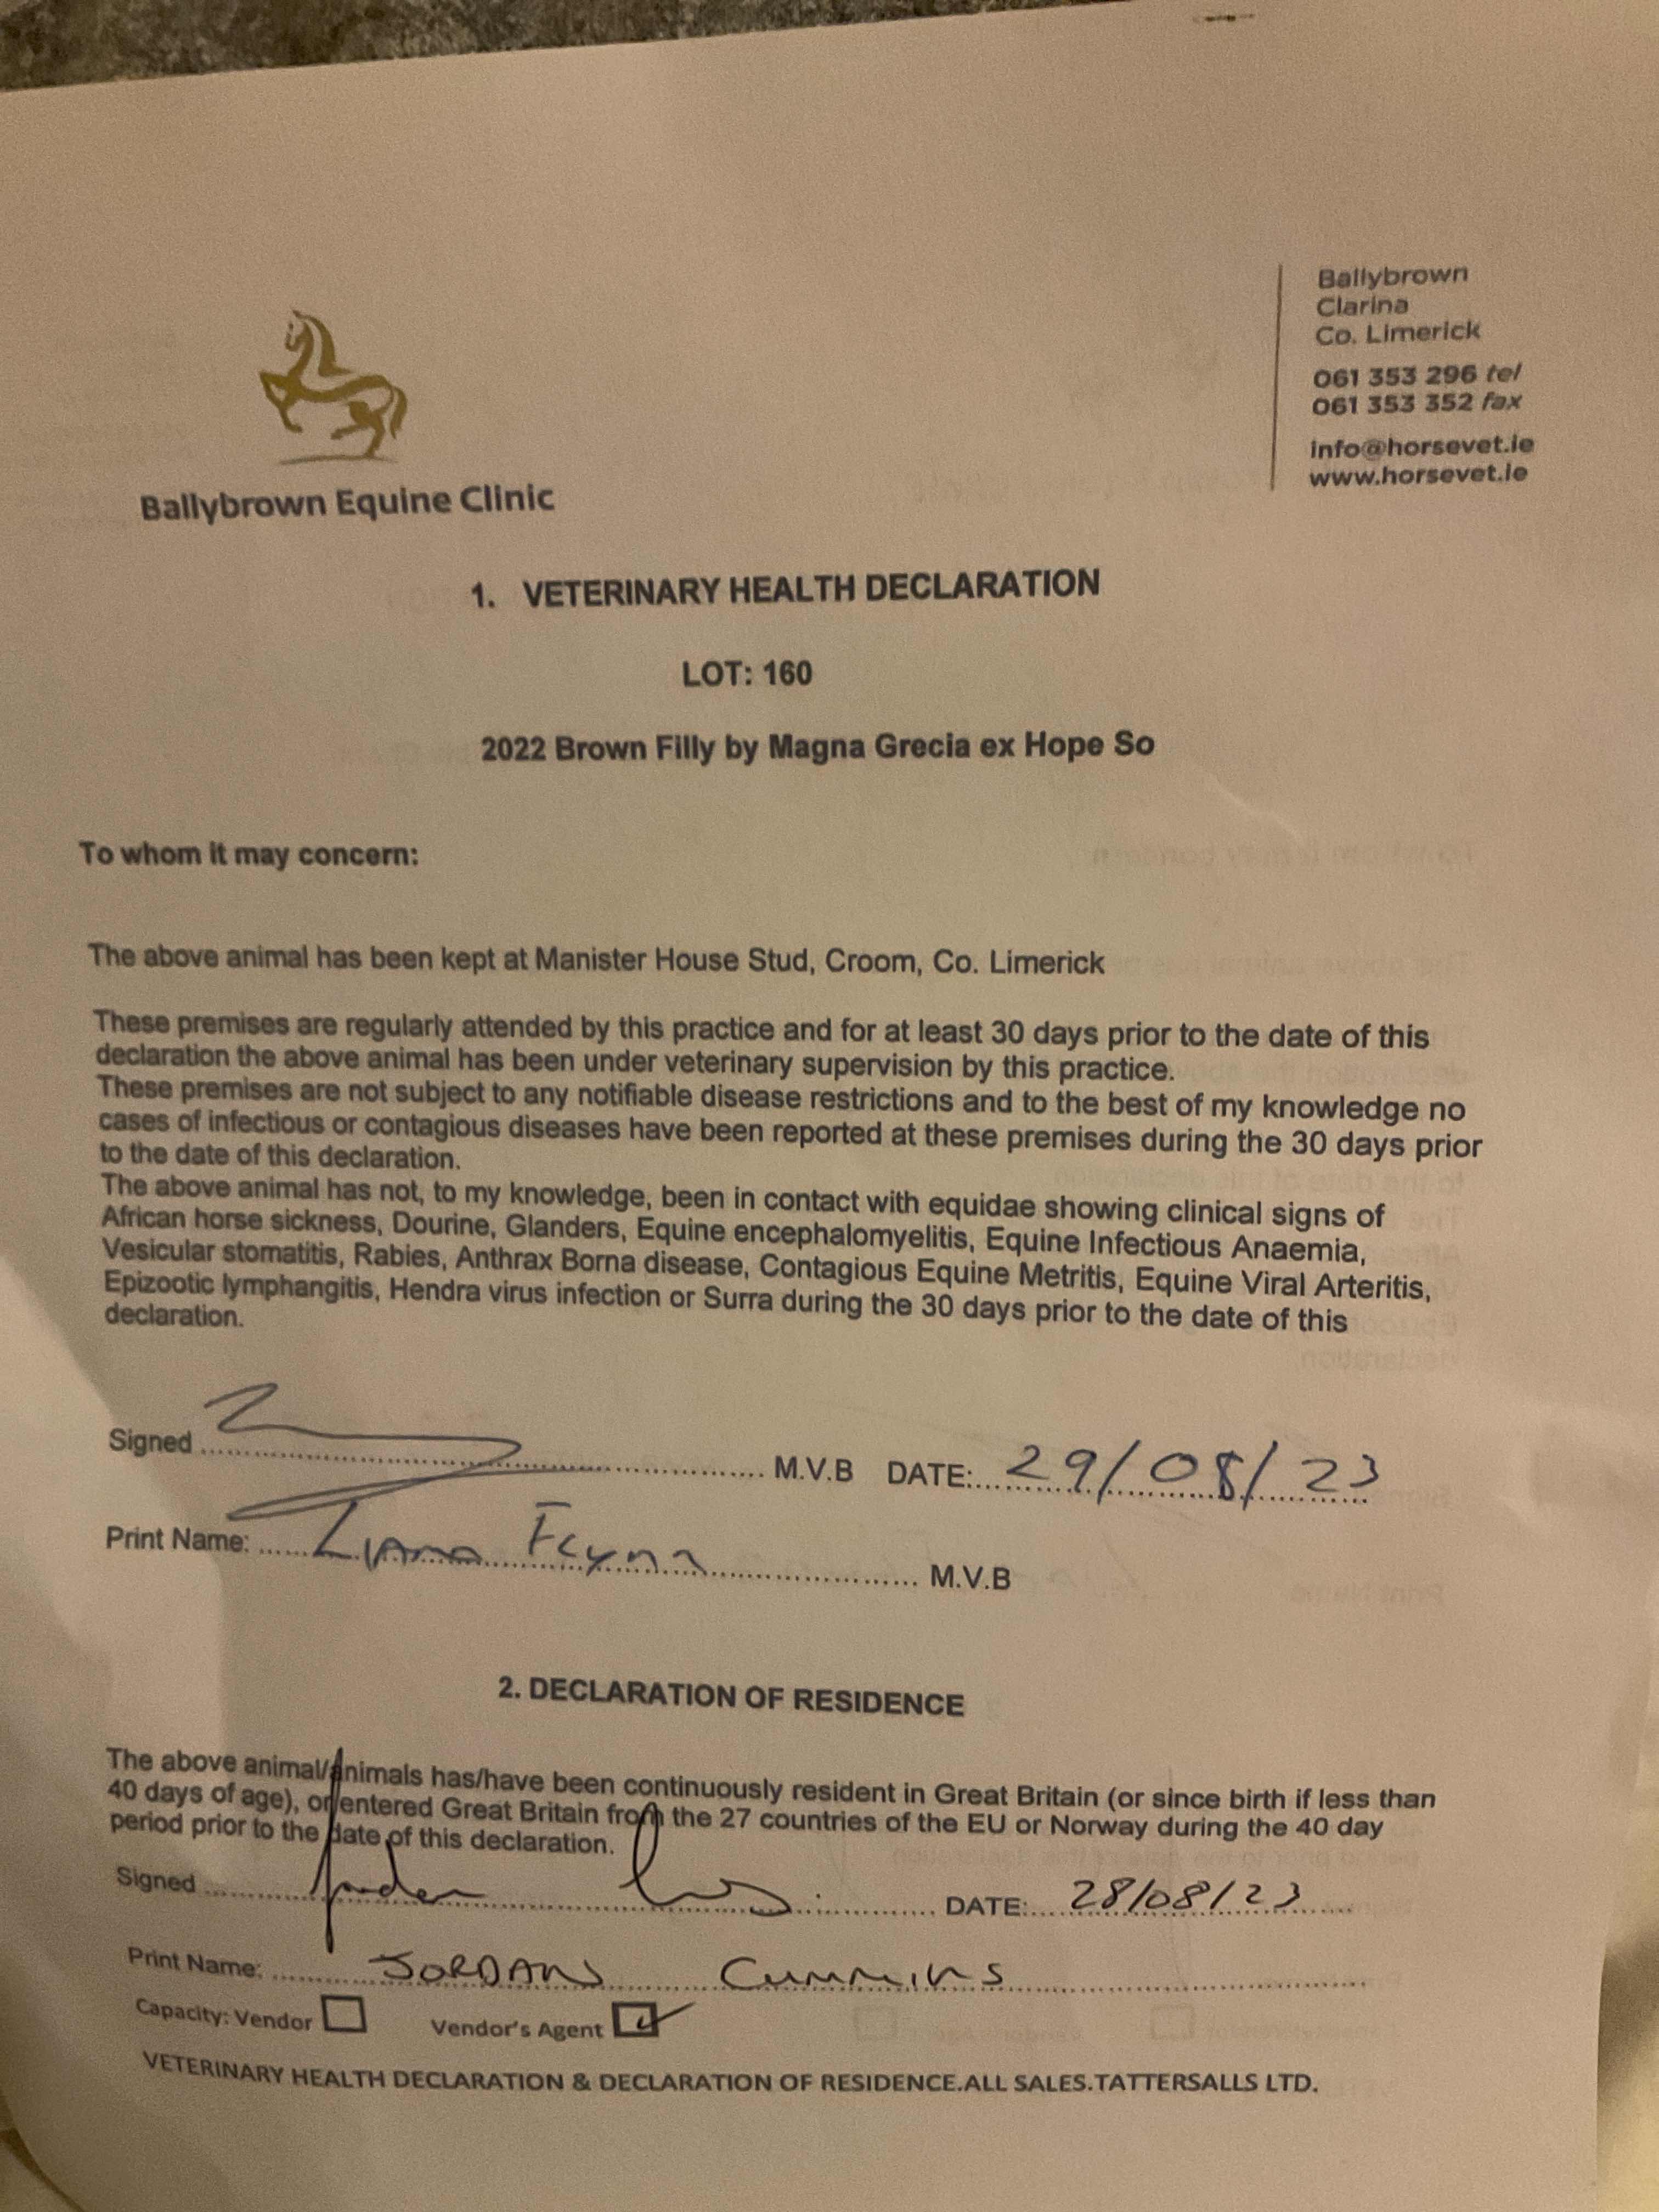 Ballybrown
Clarina
Co. Limerick
061 353 296 tel
061 353 352 fax
info@horsevet.ie
www.horsevet.ie
Ballybrown Equine Clinic
1. VETERINARY HEALTH DECLARATION
LOT: 160
2022 Brown Filly by Magna Grecia ex Hope So
To whom it may concern:
The above animal has been kept at Manister House Stud, Croom, Co. Limerick
These premises are regularly attended by this practice and for at least 30 days prior to the date of this
declaration the above animal has been under veterinary supervision by this practice.
These premises are not subject to any notifiable disease restrictions and to the best of my knowledge no
cases of infectious or contagious diseases have been reported at these premises during the 30 days prior
to the date of this declaration.
The above animal has not, to my knowledge, been in contact with equidae showing clinical signs of
African horse sickness, Dourine, Glanders, Equine encephalomyelitis, Equine Infectious Anaemia,
Vesicular stomatitis, Rabies, Anthrax Borna disease, Contagious Equine Metritis, Equine Viral Arteritis,
Epizootic lymphangitis, Hendra virus infection or Surra during the 30 days prior to the date of this
declaration.
Signed M.V.B DATE: 29/08/23
Print Name: Flynn M.V.B
2. DECLARATION OF RESIDENCE
The above animal/animals has/have been continuously resident in Great Britain (or since birth if less than
40 days of age), or entered Great Britain from the 27 countries of the EU or Norway during the 40 day
period prior to the date of this declaration.
Signed DATE: 28/08/23
Print Name: JORDAN Cummins
Capacity: Vendor Vendor's Agent
VETERINARY HEALTH DECLARATION & DECLARATION OF RESIDENCE.ALL SALES.TATTERSALLS LTD.